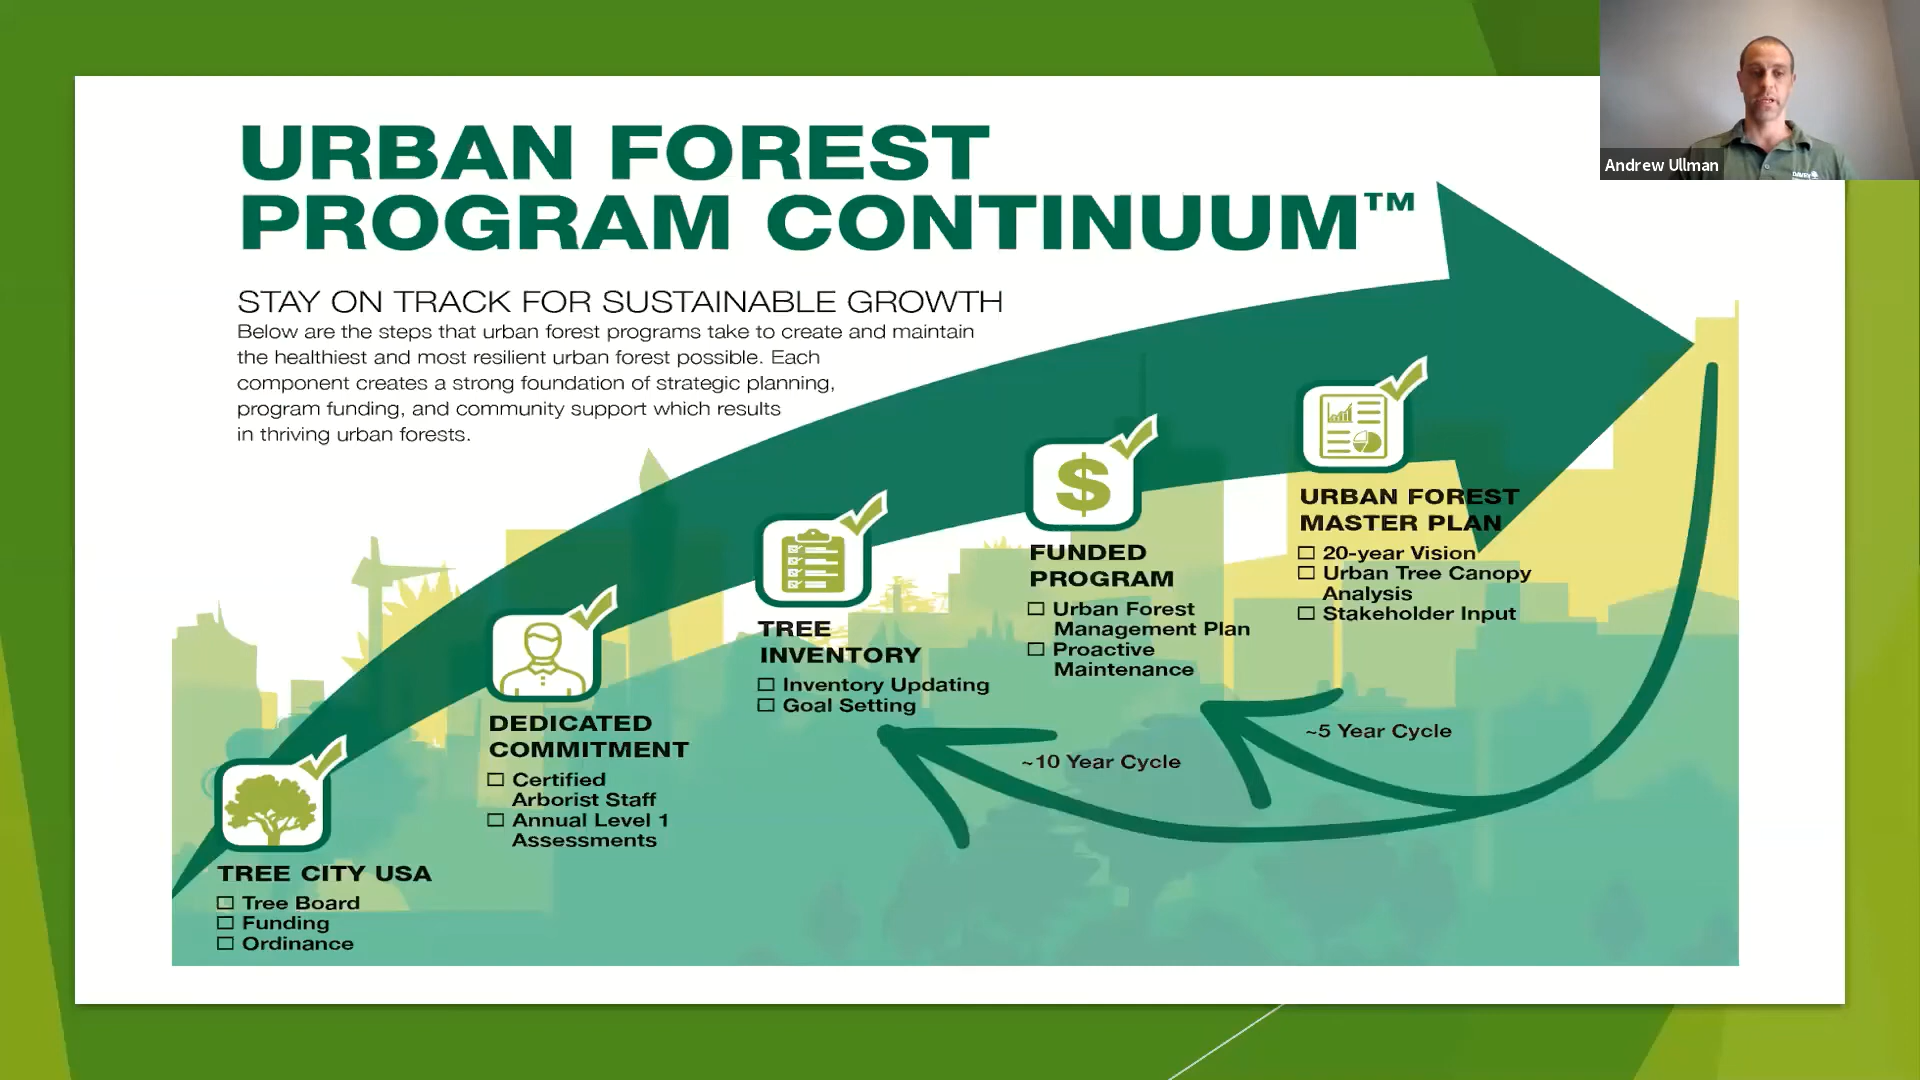 URBAN FOREST
PROGRAM CONTINUUM™
STAY ON TRACK FOR SUSTAINABLE GROWTH
Below are the steps that urban forest programs take to create and maintain
the healthiest and most resilient urban forest possible. Each
component creates a strong foundation of strategic planning,
program funding, and community support which results
in thriving urban forests.
TREE CITY USA
Tree Board
Funding
Ordinance
DEDICATED
COMMITMENT
Certified
Arborist Staff
Annual Level 1
Assessments
TREE
INVENTORY
Inventory Updating
Goal Setting
$
FUNDED
PROGRAM
Urban Forest
Management Plan
Proactive
Maintenance
URBAN FOREST
MASTER PLAN
20-year Vision
Urban Tree Canopy
Analysis
Stakeholder Input
~10 Year Cycle
~5 Year Cycle
Andrew Ullman